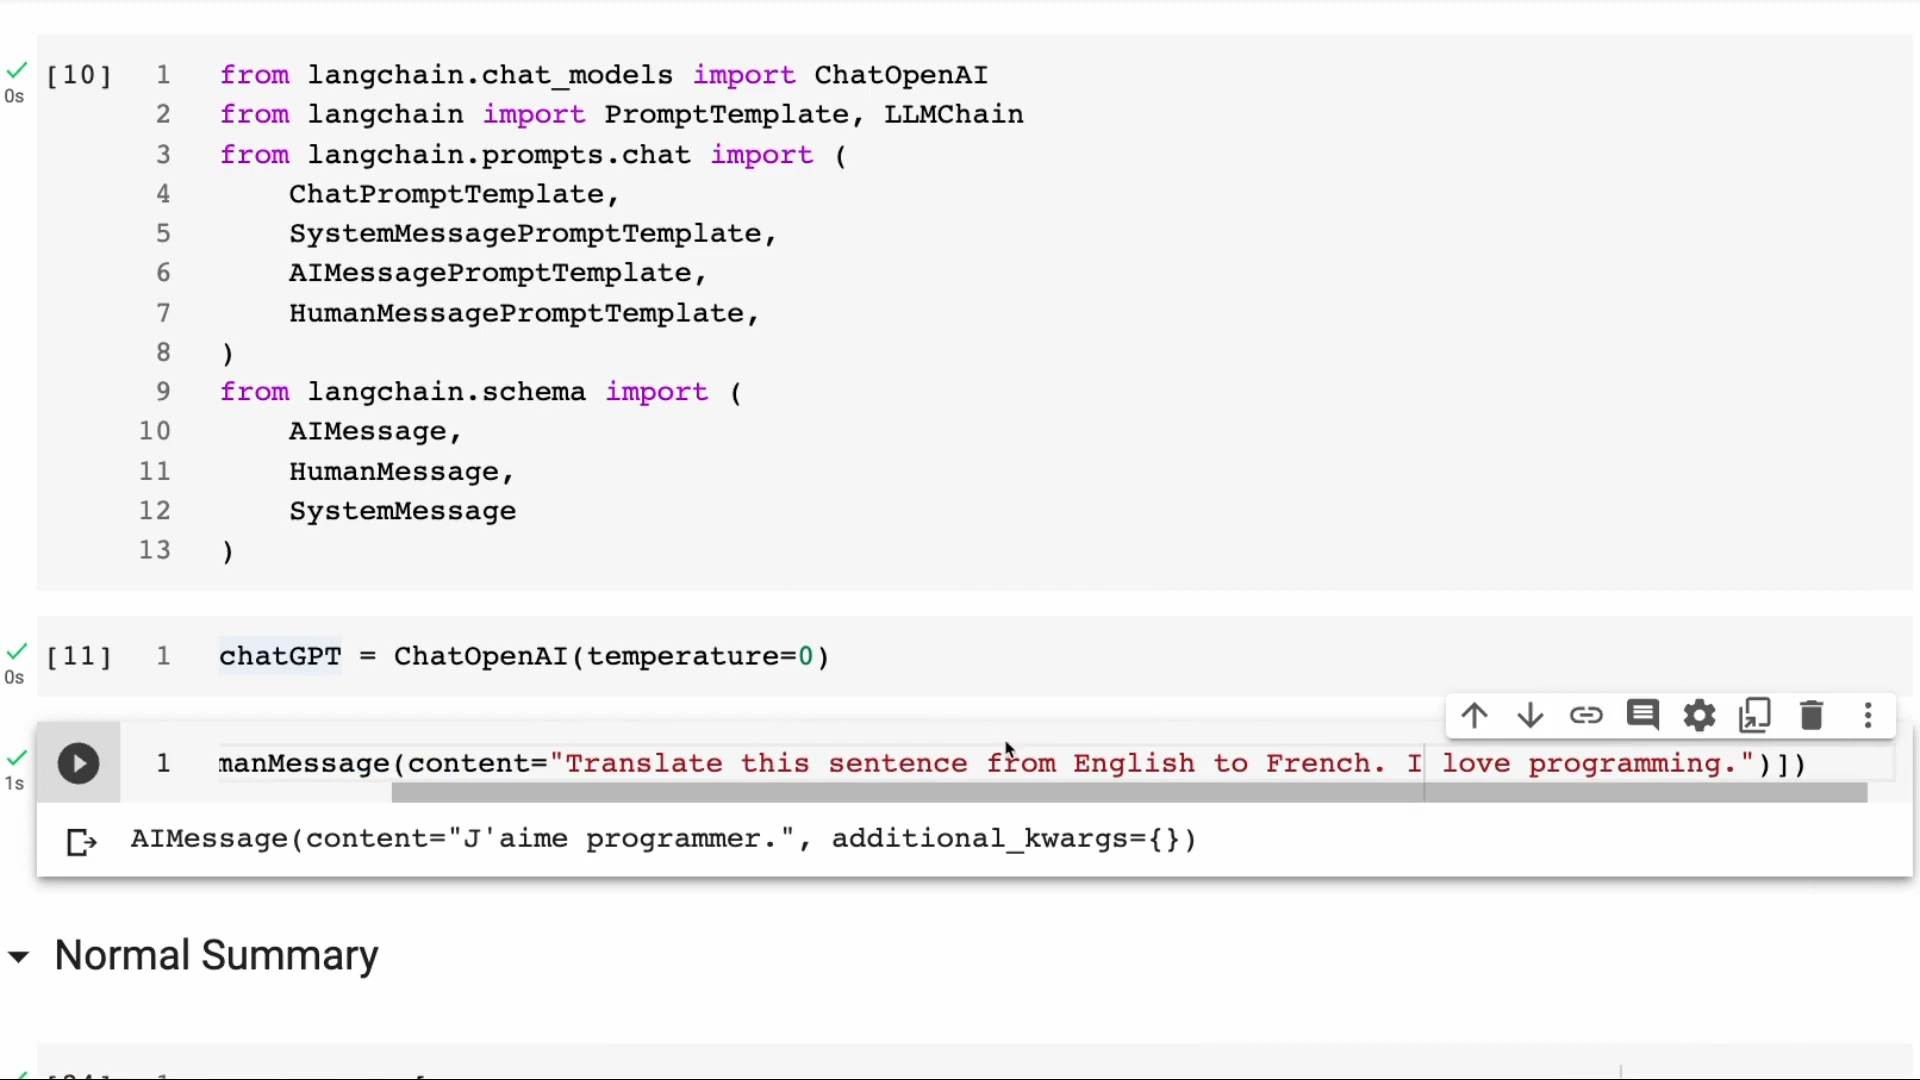 [10] 1 from langchain.chat_models import ChatOpenAI
0s 2 from langchain import PromptTemplate, LLMChain
3 from langchain.prompts.chat import (
4 ChatPromptTemplate,
5 SystemMessagePromptTemplate,
6 AIMessagePromptTemplate,
7 HumanMessagePromptTemplate,
8 )
9 from langchain.schema import (
10 AIMessage,
11 HumanMessage,
12 SystemMessage
13 )
[11] 1 chatGPT = ChatOpenAI(temperature=0)
0s
1 manMessage(content="Translate this sentence from English to French. I love programming.")])
1s
AIMessage(content="J'aime programmer.", additional_kwargs={})
Normal Summary